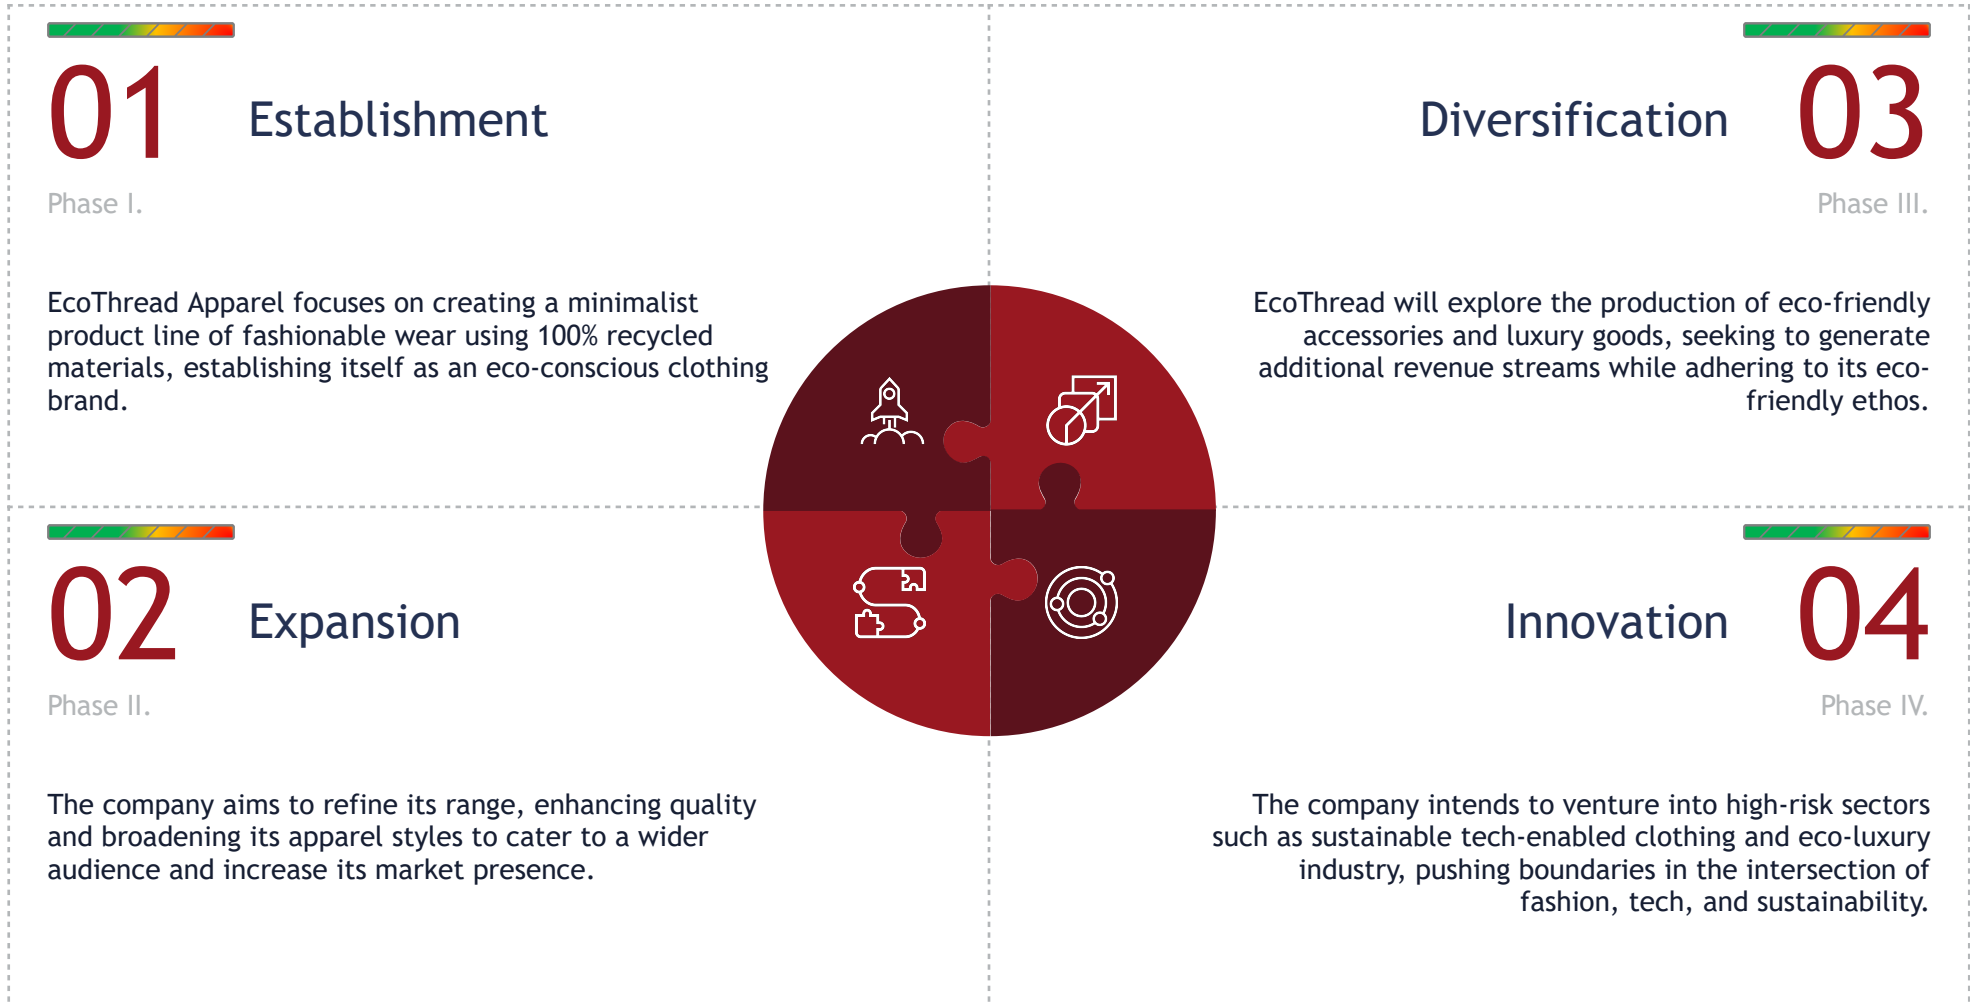 01
Establishment
Phase I.
EcoThread Apparel focuses on creating a minimalist
product line of fashionable wear using 100% recycled
materials, establishing itself as an eco-conscious clothing
brand.
02
Expansion
Phase II.
The company aims to refine its range, enhancing quality
and broadening its apparel styles to cater to a wider
audience and increase its market presence.
Diversification
03
Phase III.
EcoThread will explore the production of eco-friendly
accessories and luxury goods, seeking to generate
additional revenue streams while adhering to its eco-
friendly ethos.
Innovation
04
Phase IV.
The company intends to venture into high-risk sectors
such as sustainable tech-enabled clothing and eco-luxury
industry, pushing boundaries in the intersection of
fashion, tech, and sustainability.